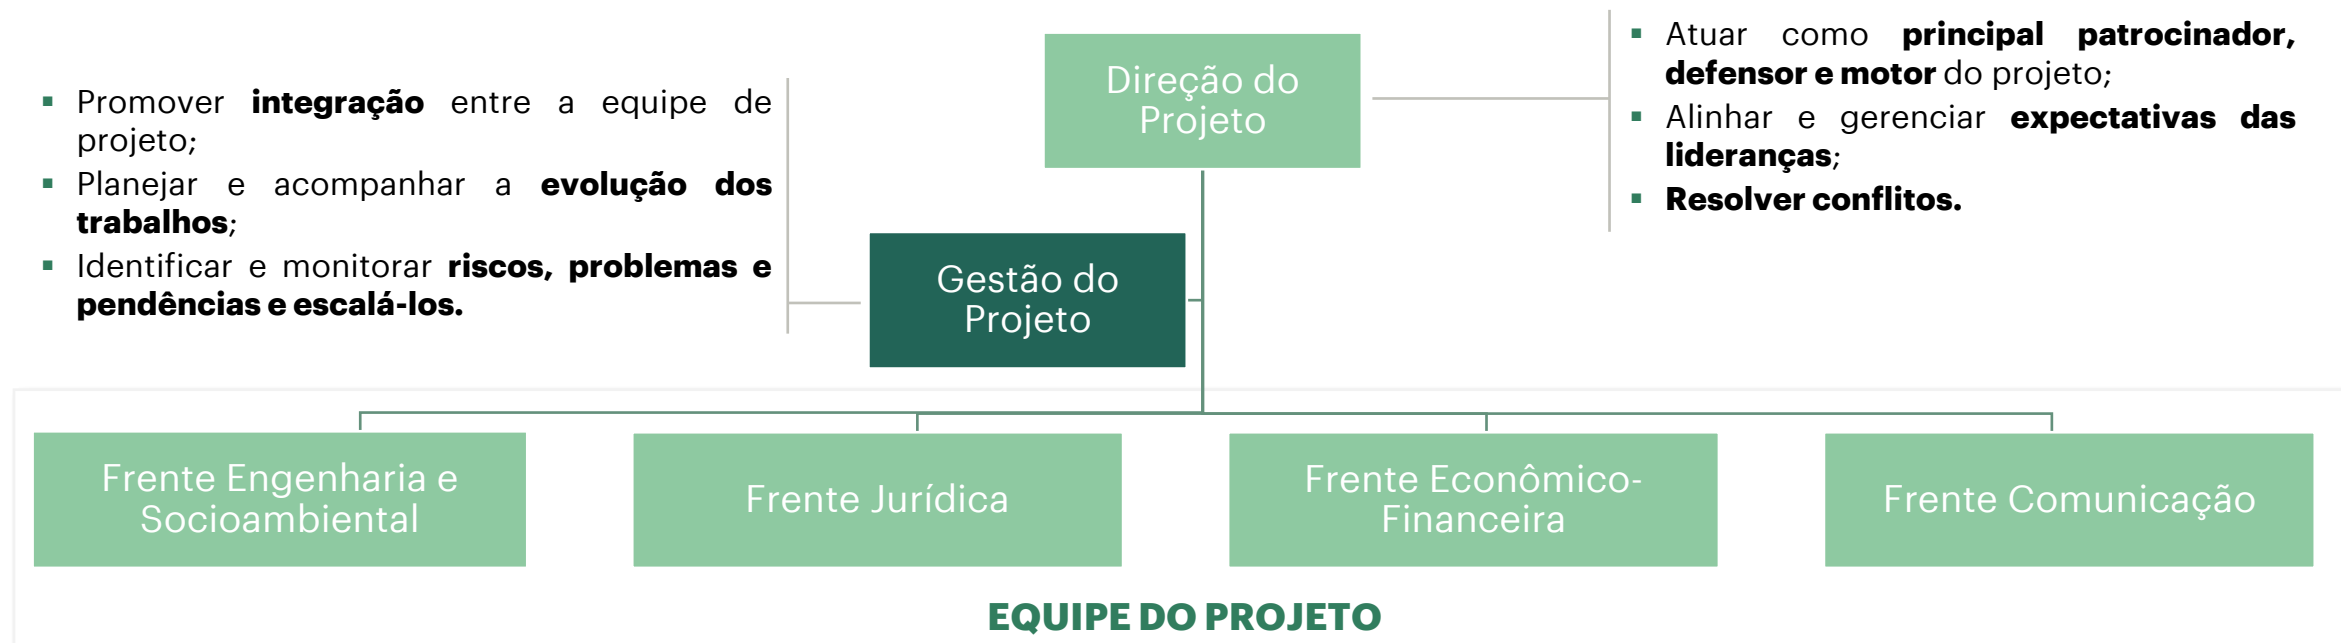 Direção do
Projeto
▪ Atuar como principal patrocinador,
defensor e motor do projeto;
▪ Alinhar e gerenciar expectativas das
lideranças;
▪ Resolver conflitos.
▪ Promover integração entre a equipe de
projeto;
▪ Planejar e acompanhar a evolução dos
trabalhos;
▪ Identificar e monitorar riscos, problemas e
pendências e escalá-los.
Gestão do
Projeto
Frente Engenharia e
Socioambiental
Frente Jurídica
Frente Econômico-
Financeira
Frente Comunicação
EQUIPE DO PROJETO